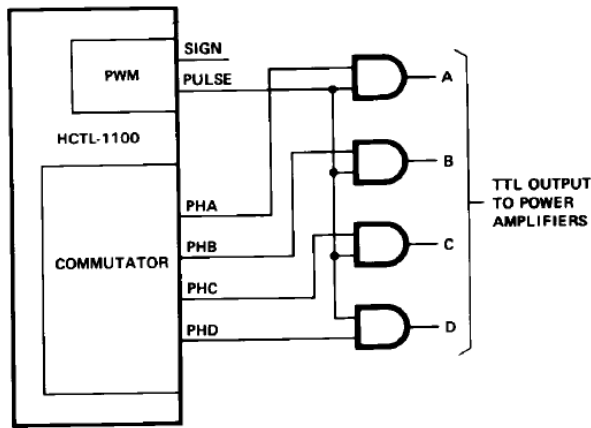 SIGN
PWM
PULSE
HCTL-1100
A
B
TTL OUTPUT
TO POWER
AMPLIFIERS
PHA
PHB
COMMUTATOR
C
PHC
PHD
D